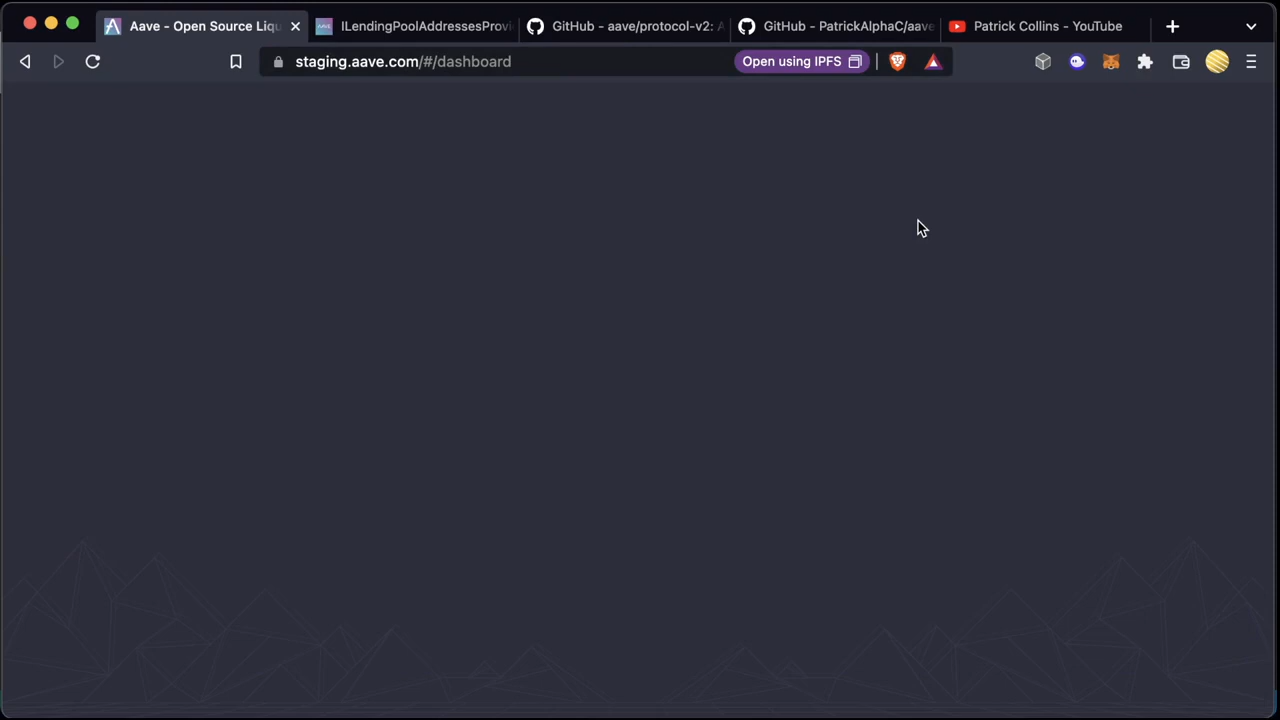 Aave - Open Source Liqu
ILendingPoolAddressesProvi
GitHub - aave/protocol-v2: A
GitHub - PatrickAlphaC/aave
Patrick Collins - YouTube
staging.aave.com/#/dashboard
Open using IPFS